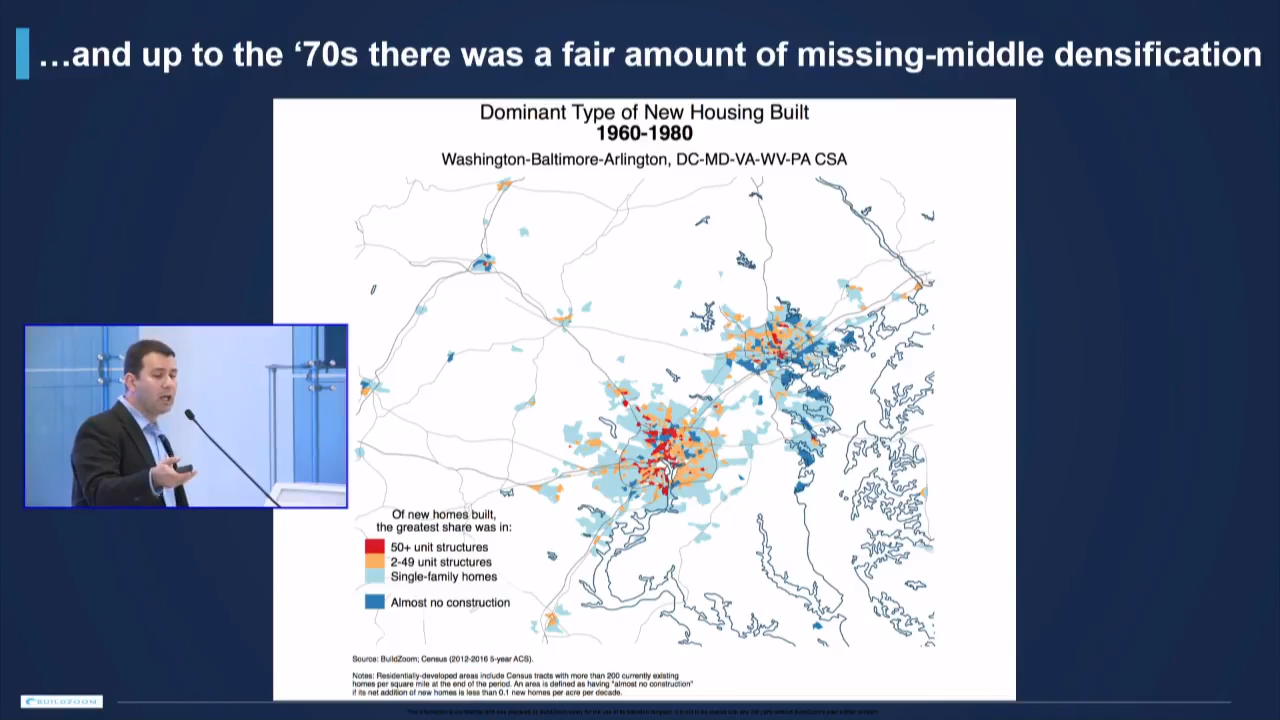 …and up to the ‘70s there was a fair amount of missing-middle densification
Dominant Type of New Housing Built
1960-1980
Washington-Baltimore-Arlington, DC-MD-VA-WV-PA CSA
Of new homes built,
the greatest share was in:
50+ unit structures
2-49 unit structures
Single-family homes
Almost no construction
Source: BuildZoom; Census (2012-2016 5-year ACS).
Notes: Residentially-developed areas include Census tracts with more than 200 currently existing
homes per square mile at the end of the period. An area is defined as having "almost no construction"
if its net addition of new homes is less than 0.1 new homes per acre per decade.
BUILDZOOM